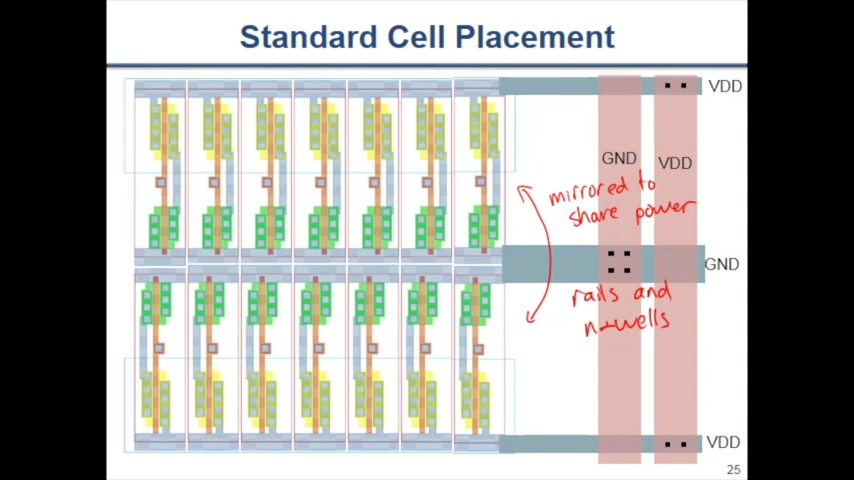 Standard Cell Placement
VDD
GND
VDD
mirrored to
share power
GND
rails and
n-wells
VDD
25